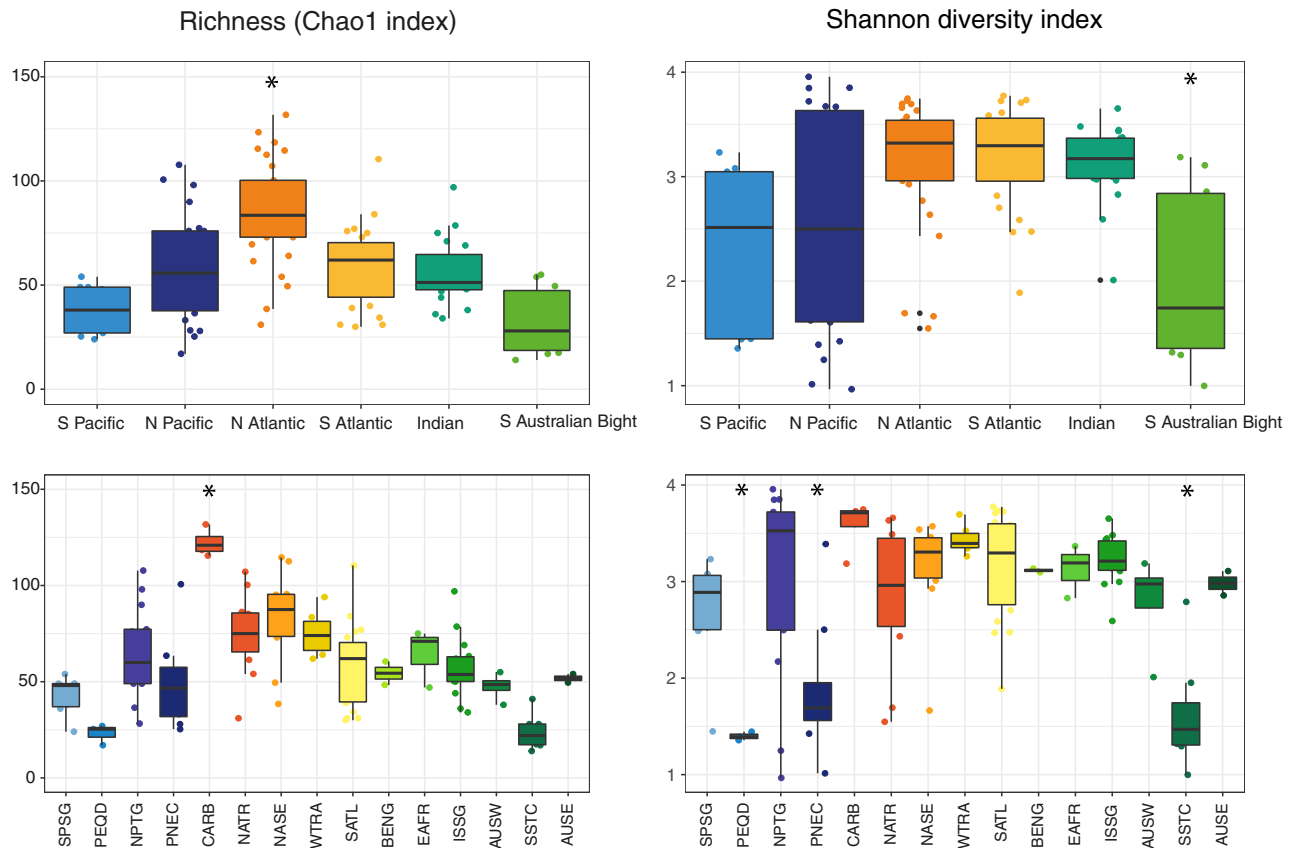 Richness (Chao1 index)
Shannon diversity index
150
100
50
0
*
S Pacific N Pacific N Atlantic S Atlantic Indian S Australian Bight
4
3
2
1
*
S Pacific N Pacific N Atlantic S Atlantic Indian S Australian Bight
150
100
50
0
*
SPSG PEQD NPTG PNEC CARB NATR NASE WTRA SATL BENG EAFR ISSG AUSW SSTC AUSE
4
3
2
1
* * *
SPSG PEQD NPTG PNEC CARB NATR NASE WTRA SATL BENG EAFR ISSG AUSW SSTC AUSE